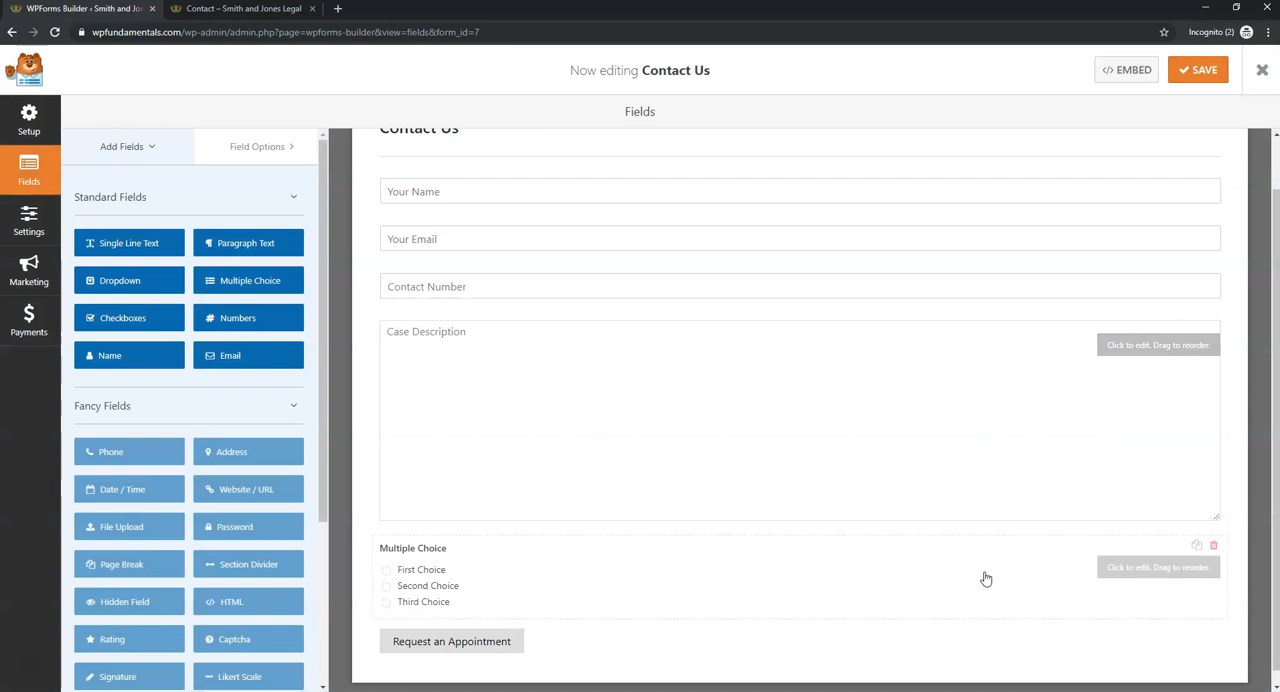 WPForms Builder ‹ Smith and Jo
Contact – Smith and Jones Legal
wpfundamentals.com/wp-admin/admin.php?page=wpforms-builder&view=fields&form_id=7
Incognito (2)
Now editing Contact Us
</> EMBED
SAVE
Fields
Setup
Fields
Settings
Marketing
Payments
Add Fields
Field Options
Standard Fields
Single Line Text
Paragraph Text
Dropdown
Multiple Choice
Checkboxes
# Numbers
Name
Email
Fancy Fields
Phone
Address
Date / Time
Website / URL
File Upload
Password
Page Break
Section Divider
Hidden Field
</> HTML
Rating
Captcha
Signature
Likert Scale
Contact Us
Your Name
Your Email
Contact Number
Case Description
Click to edit. Drag to reorder.
Multiple Choice
Click to edit. Drag to reorder.
First Choice
Second Choice
Third Choice
Request an Appointment